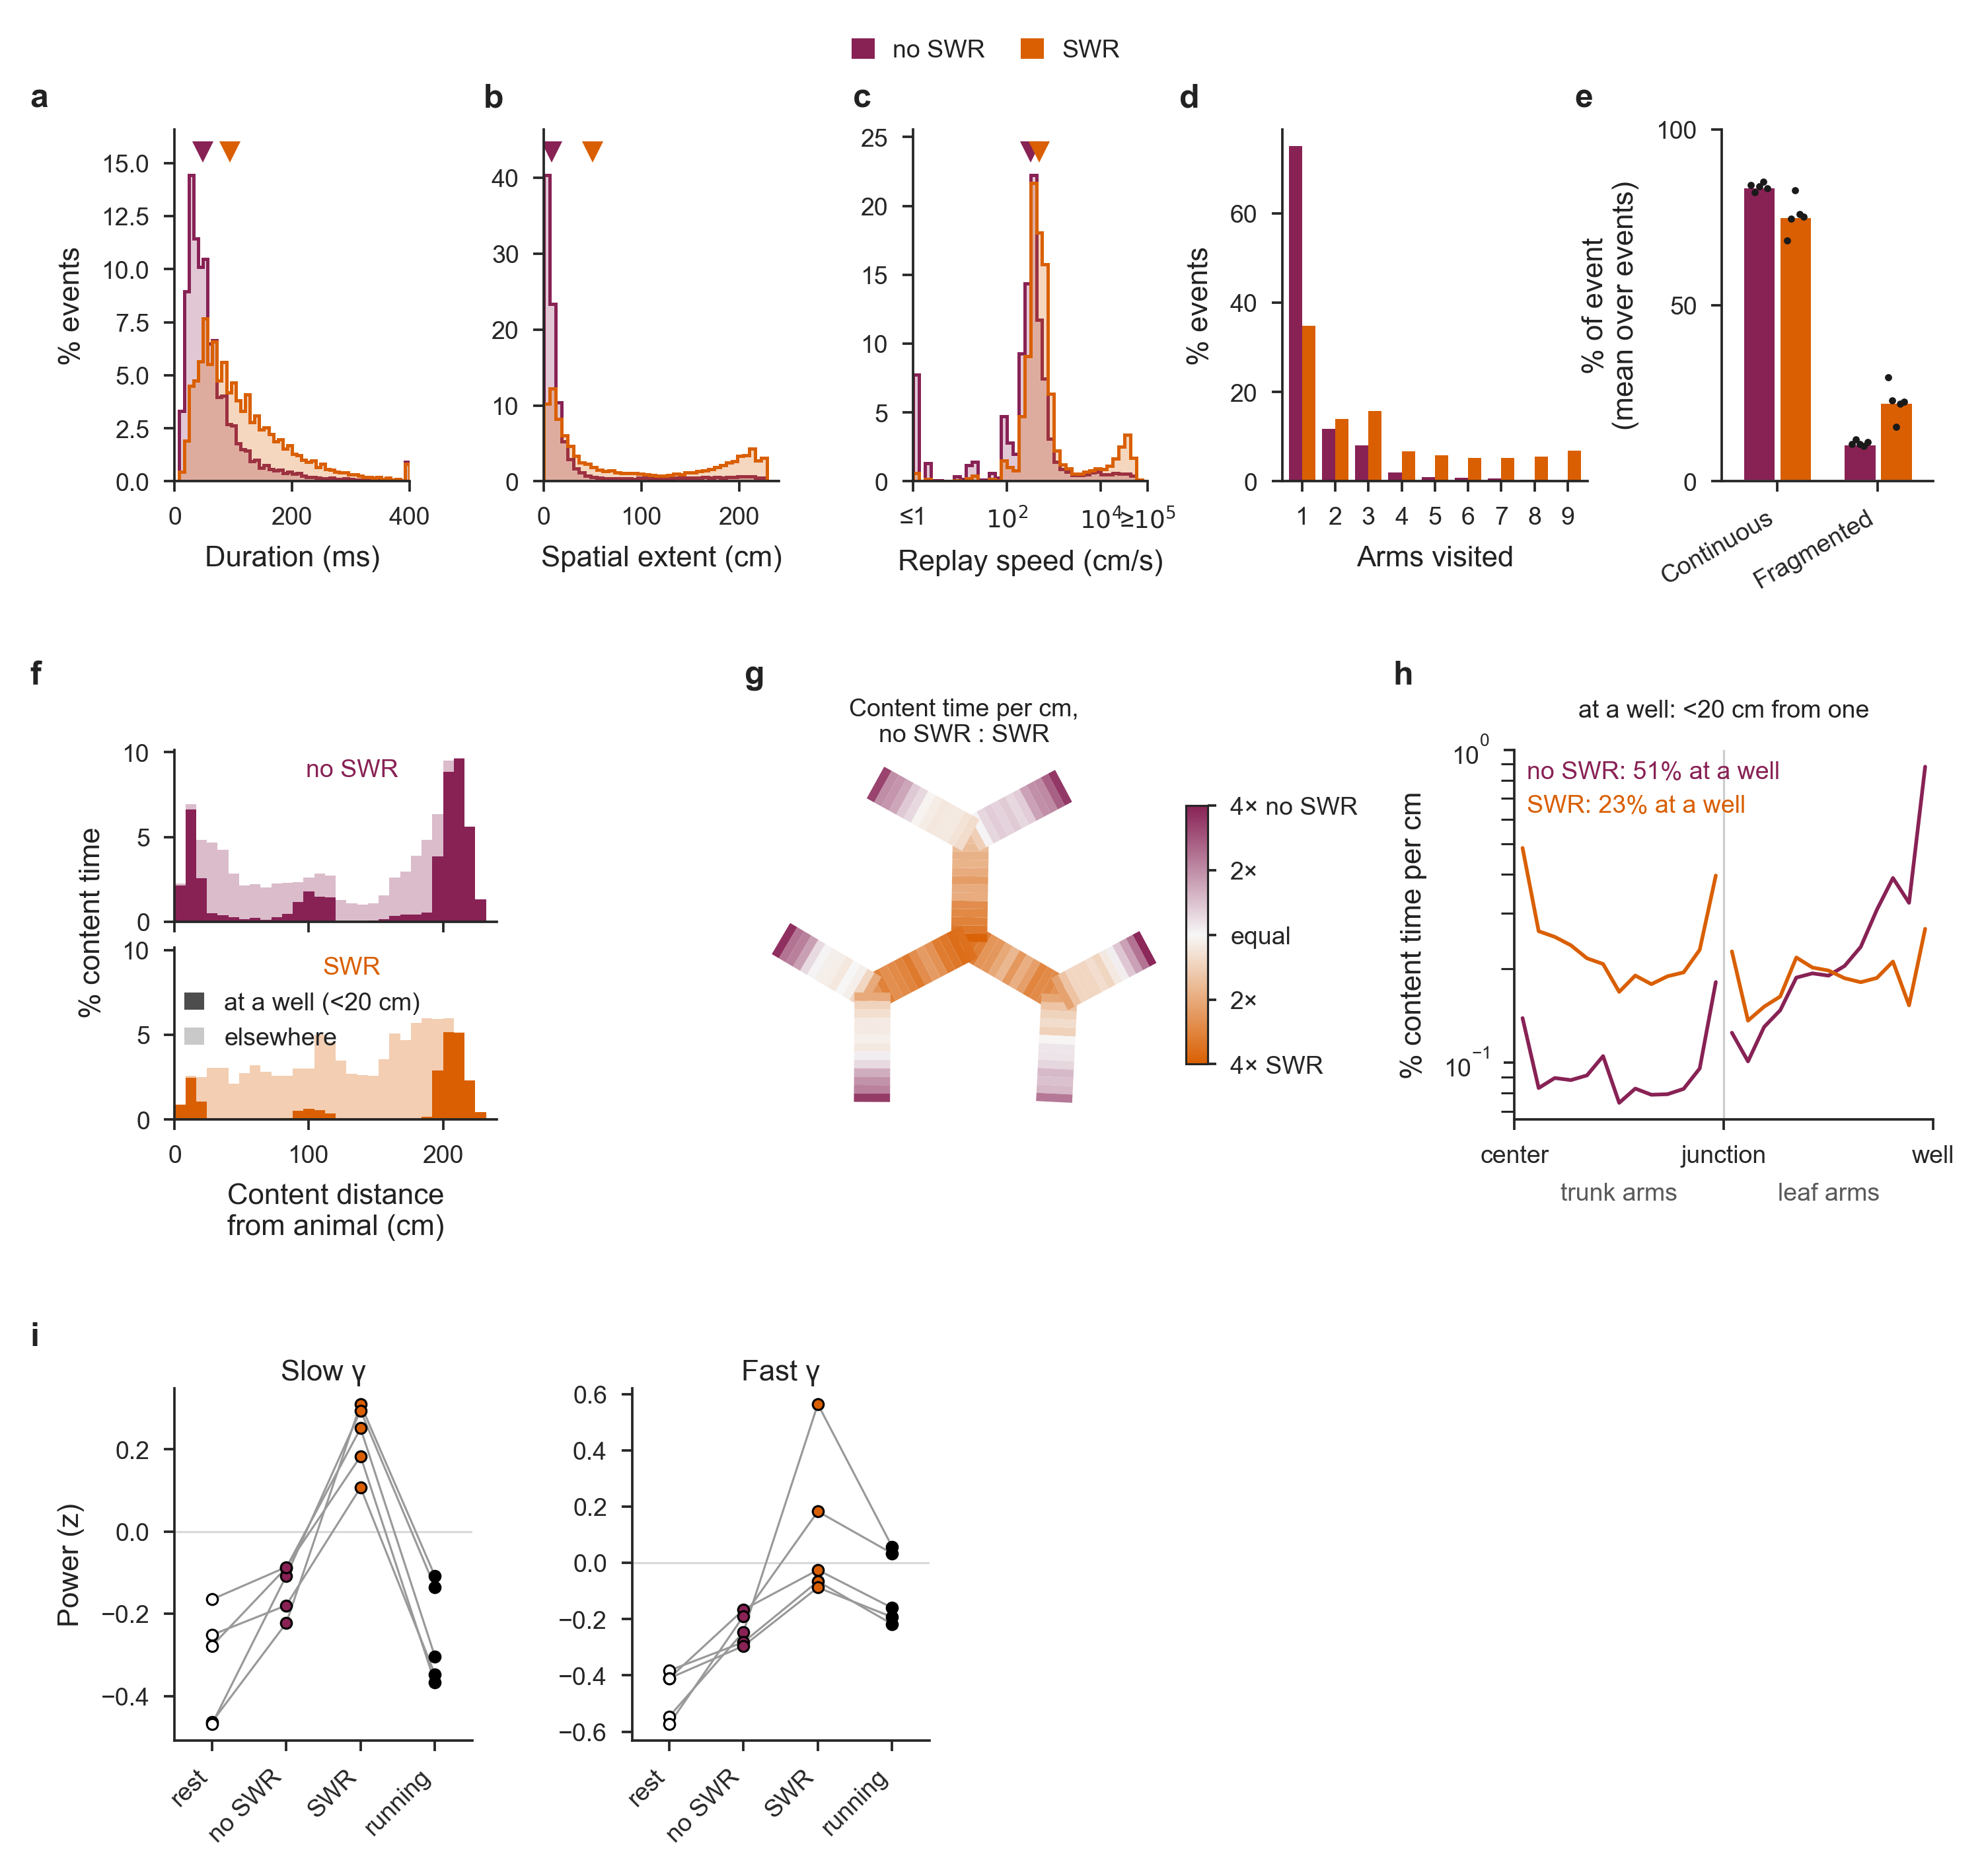 no SWR
SWR
a
b
c
d
e
% events
15.0
12.5
10.0
7.5
5.0
2.5
0.0
0
200
400
Duration (ms)
40
30
20
10
0
0
100
200
Spatial extent (cm)
25
20
15
10
5
0
≤1
10²
10⁴
≥10⁵
Replay speed (cm/s)
% events
60
40
20
0
1
2
3
4
5
6
7
8
9
Arms visited
% of event
(mean over events)
100
50
0
Continuous
Fragmented
f
g
h
% content time
10
5
0
no SWR
10
5
0
SWR
at a well (<20 cm)
elsewhere
0
100
200
Content distance
from animal (cm)
Content time per cm,
no SWR : SWR
4× no SWR
2×
equal
2×
4× SWR
at a well: <20 cm from one
% content time per cm
10⁰
10⁻¹
no SWR: 51% at a well
SWR: 23% at a well
center
junction
well
trunk arms
leaf arms
i
Slow γ
Power (z)
0.2
0.0
−0.2
−0.4
rest
no SWR
SWR
running
Fast γ
0.6
0.4
0.2
0.0
−0.2
−0.4
−0.6
rest
no SWR
SWR
running